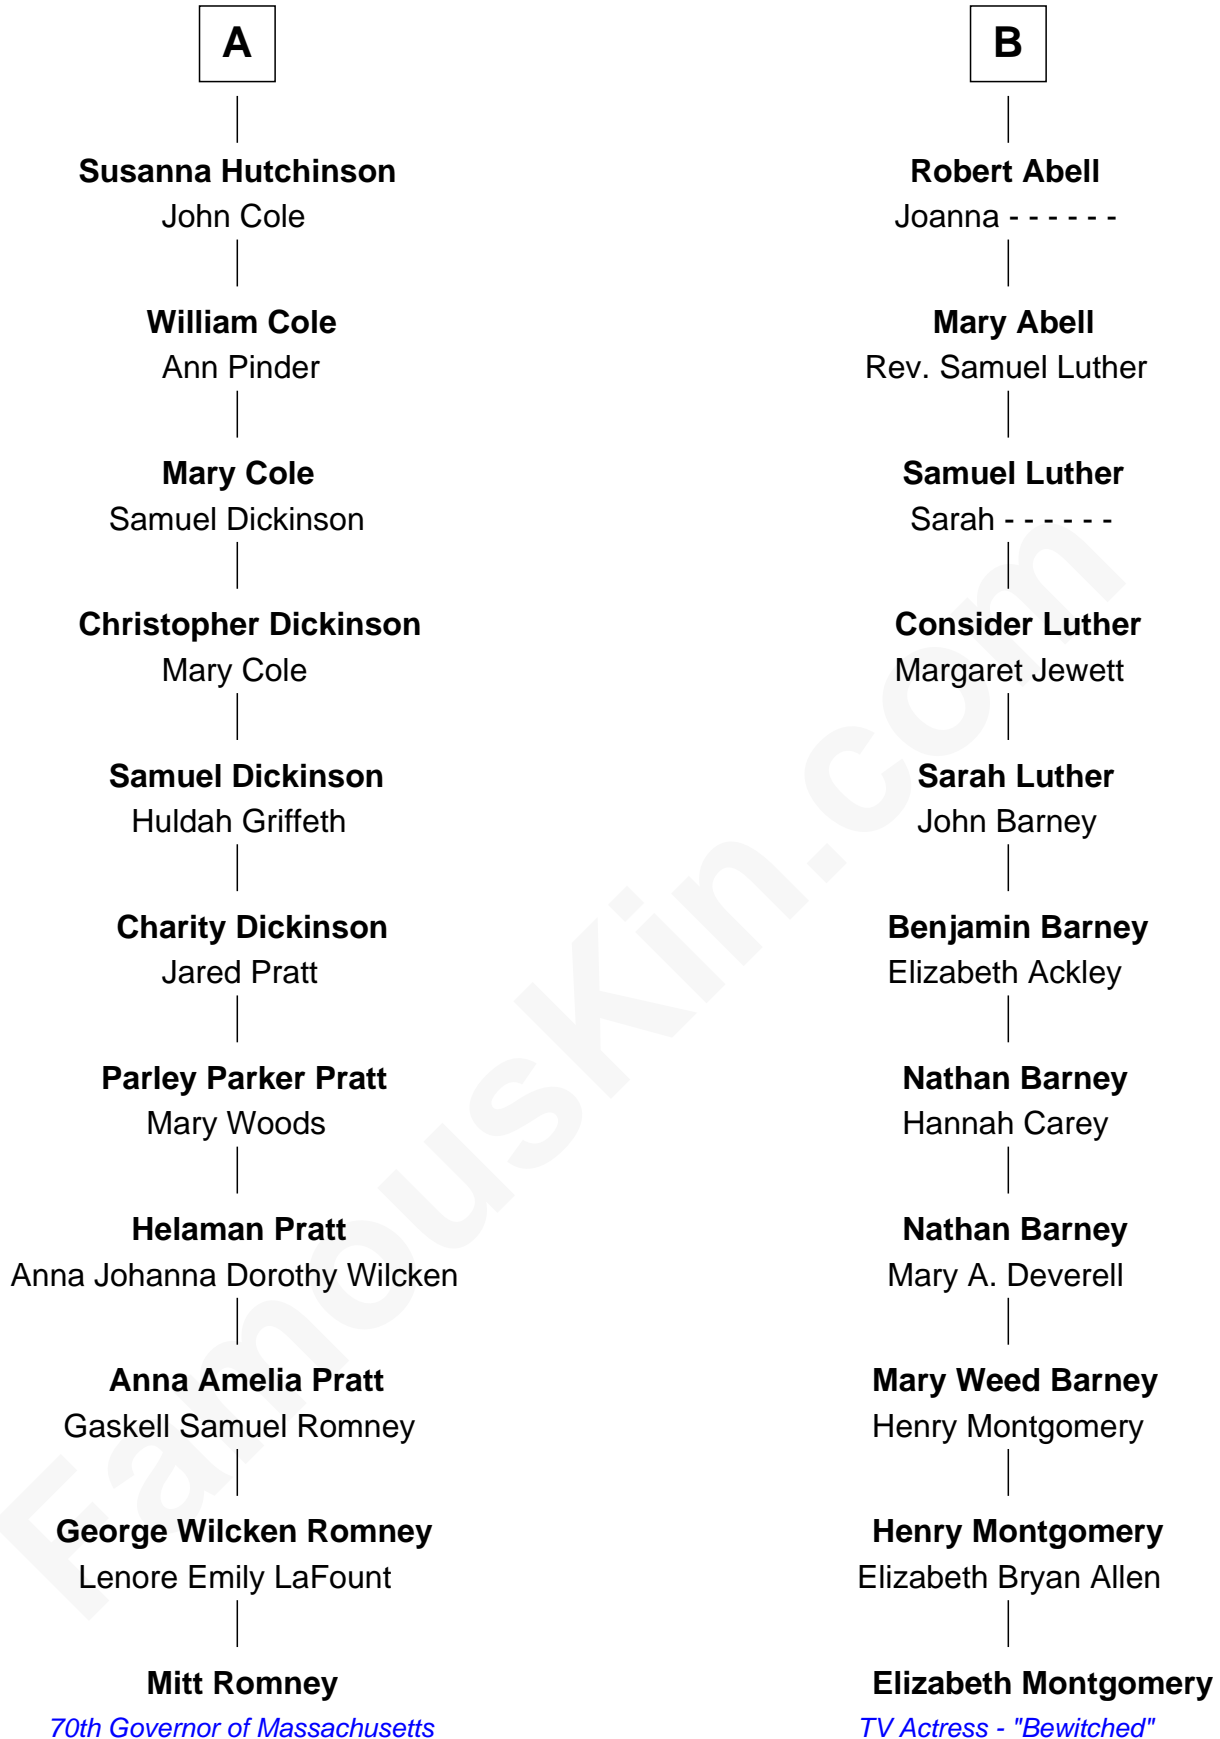 A
Susanna Hutchinson
John Cole
William Cole
Ann Pinder
Mary Cole
Samuel Dickinson
Christopher Dickinson
Mary Cole
Samuel Dickinson
Huldah Griffeth
Charity Dickinson
Jared Pratt
Parley Parker Pratt
Mary Woods
Helaman Pratt
Anna Johanna Dorothy Wilcken
Anna Amelia Pratt
Gaskell Samuel Romney
George Wilcken Romney
Lenore Emily LaFount
Mitt Romney
70th Governor of Massachusetts
B
Robert Abell
Joanna - - - - - -
Mary Abell
Rev. Samuel Luther
Samuel Luther
Sarah - - - - - -
Consider Luther
Margaret Jewett
Sarah Luther
John Barney
Benjamin Barney
Elizabeth Ackley
Nathan Barney
Hannah Carey
Nathan Barney
Mary A. Deverell
Mary Weed Barney
Henry Montgomery
Henry Montgomery
Elizabeth Bryan Allen
Elizabeth Montgomery
TV Actress - "Bewitched"
FamousKin.com